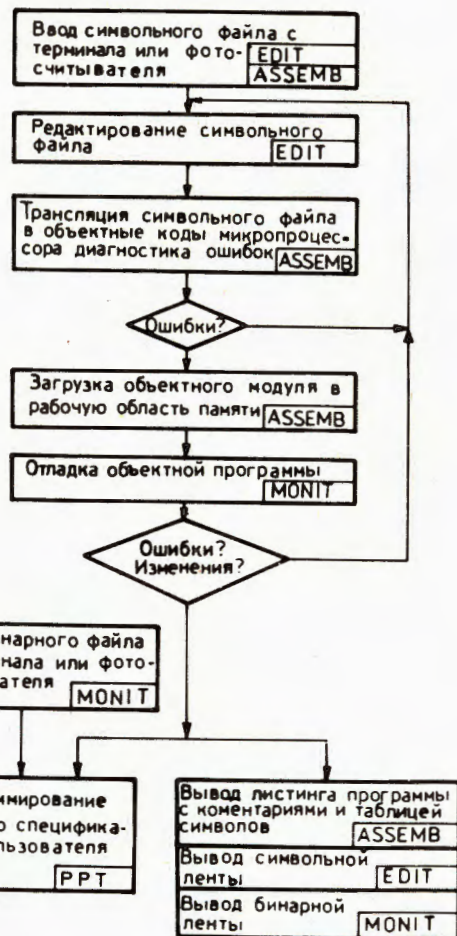 Ввод символьного файла с
терминала или фото-
считывателя
EDIT
ASSEMB
Редактирование символьного
файла
EDIT
Трансляция символьного файла
в объектные коды микропроцес-
сора диагностика ошибок
ASSEMB
Ошибки?
Загрузка объектного модуля в
рабочую область памяти
ASSEMB
Отладка объектной программы
MONIT
Ошибки?
Изменения?
нарного файла
нала или фото-
ателя
MONIT
ммирование
о специфика-
льзователя
PPT
Вывод листинга программы
с коментариями и таблицей
символов
ASSEMB
Вывод символьной
ленты
EDIT
Вывод бинарной
ленты
MONIT